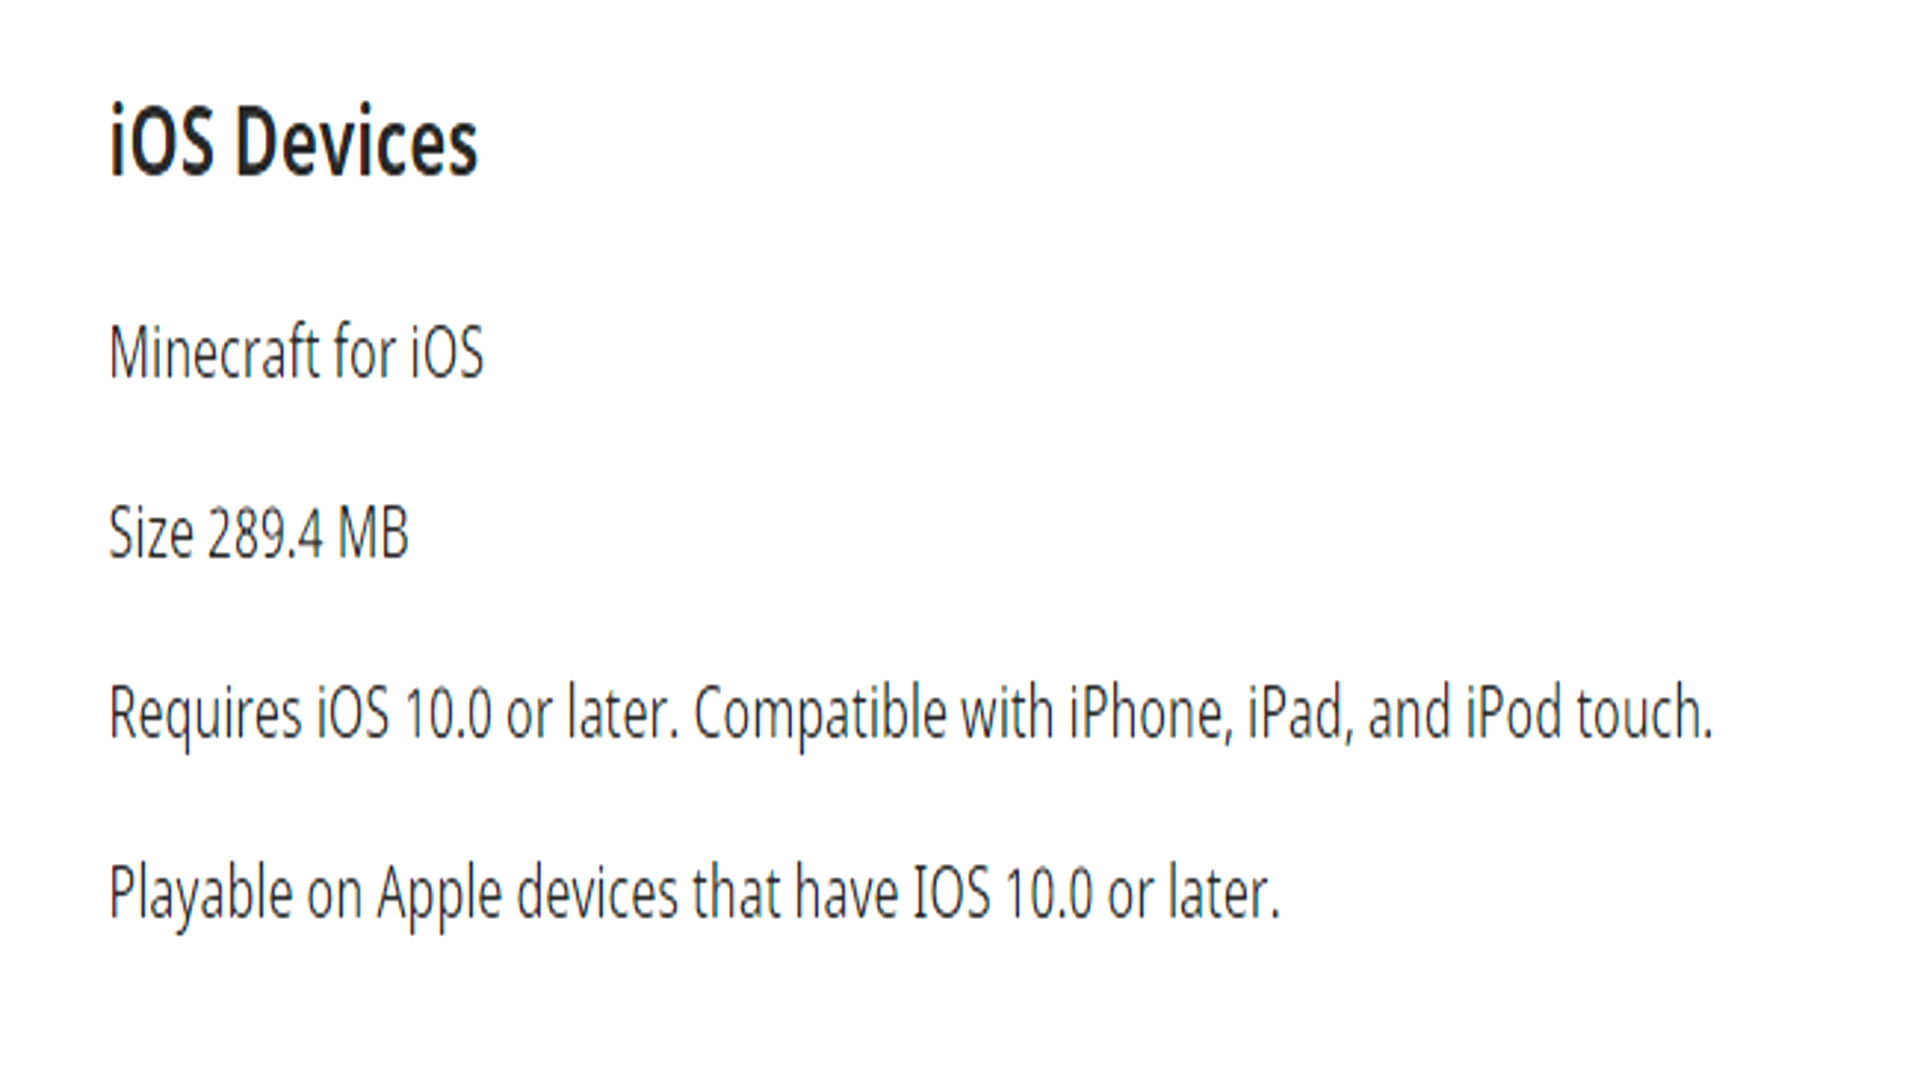 iOS Devices
Minecraft for iOS
Size 289.4 MB
Requires iOS 10.0 or later. Compatible with iPhone, iPad, and iPod touch.
Playable on Apple devices that have IOS 10.0 or later.